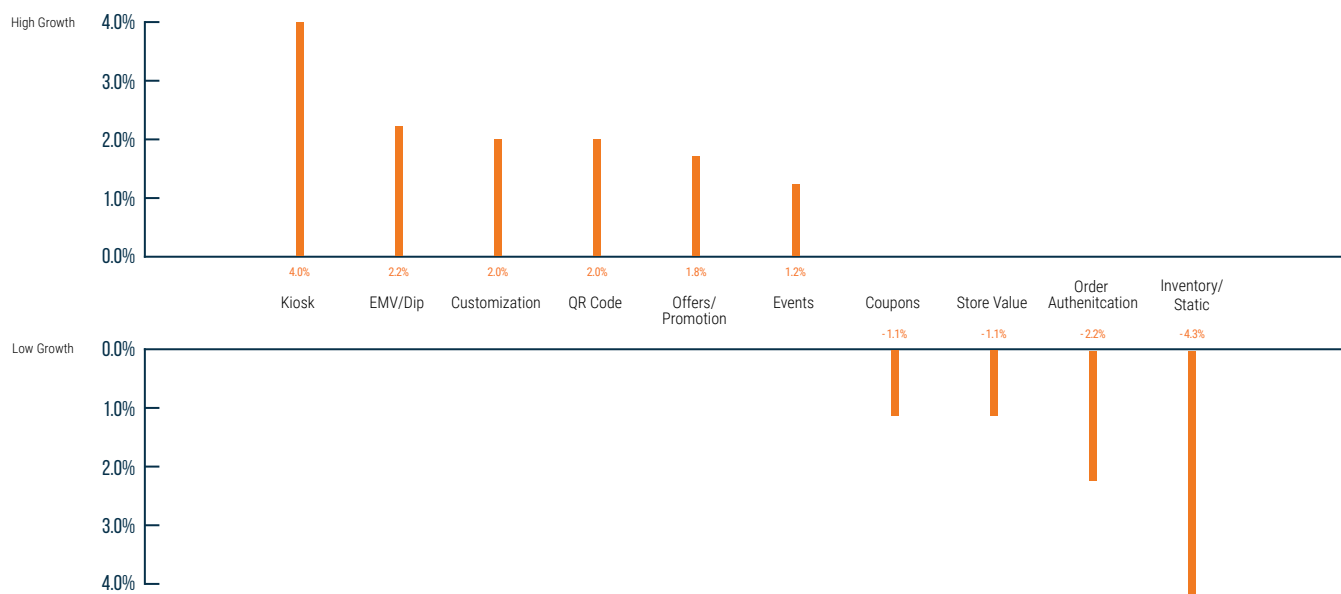 High Growth
4.0%
3.0%
2.0%
1.0%
0.0%
4.0%
2.2%
2.0%
2.0%
1.8%
1.2%
Kiosk
EMV/Dip
Customization
QR Code
Offers/
Promotion
Events
Coupons
Store Value
Order
Authenitcation
Inventory/
Static
-1.1%
-1.1%
-2.2%
-4.3%
Low Growth
0.0%
1.0%
2.0%
3.0%
4.0%